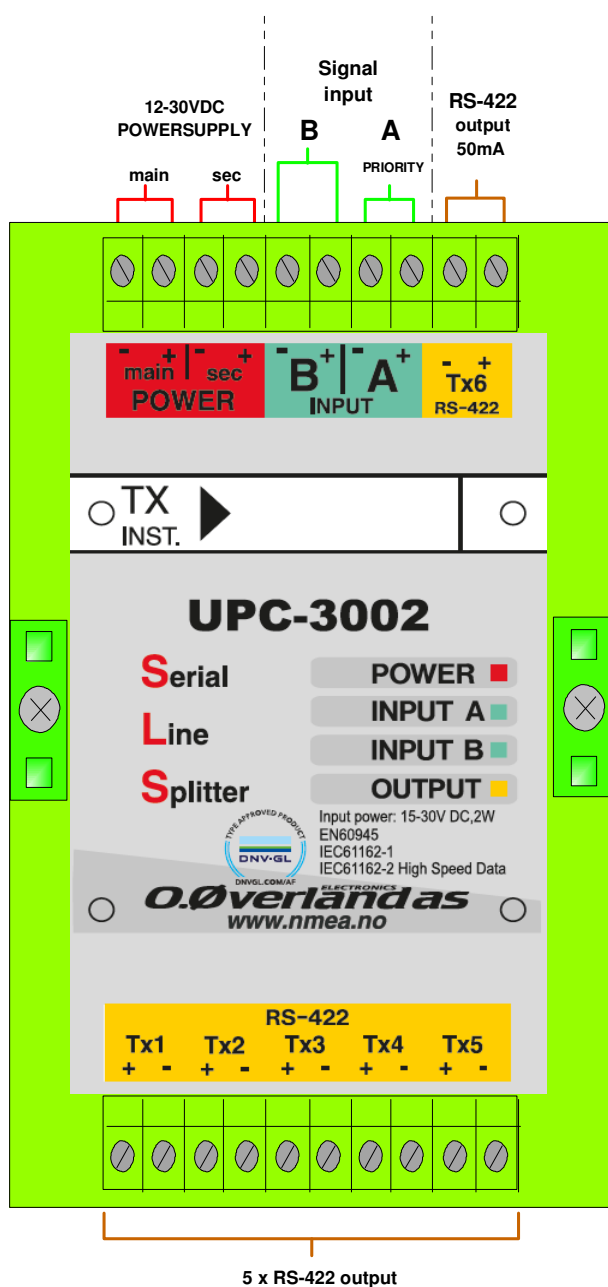 Signal
input
12-30VDC
POWERSUPPLY
B A
RS-422
output
50mA
PRIORITY
main sec
- + - + - + - + - +
main sec B A Tx6
POWER INPUT RS-422
TX
INST.
UPC-3002
Serial
Line
Splitter
POWER
INPUT A
INPUT B
OUTPUT
TYPE APPROVED PRODUCT
DNV·GL
DNVGL.COM/AF
Input power: 15-30V DC,2W
EN60945
IEC61162-1
IEC61162-2 High Speed Data
ELECTRONICS
O.Øverland as
www.nmea.no
RS-422
Tx1 Tx2 Tx3 Tx4 Tx5
+ - + - + - + - + -
5 x RS-422 output